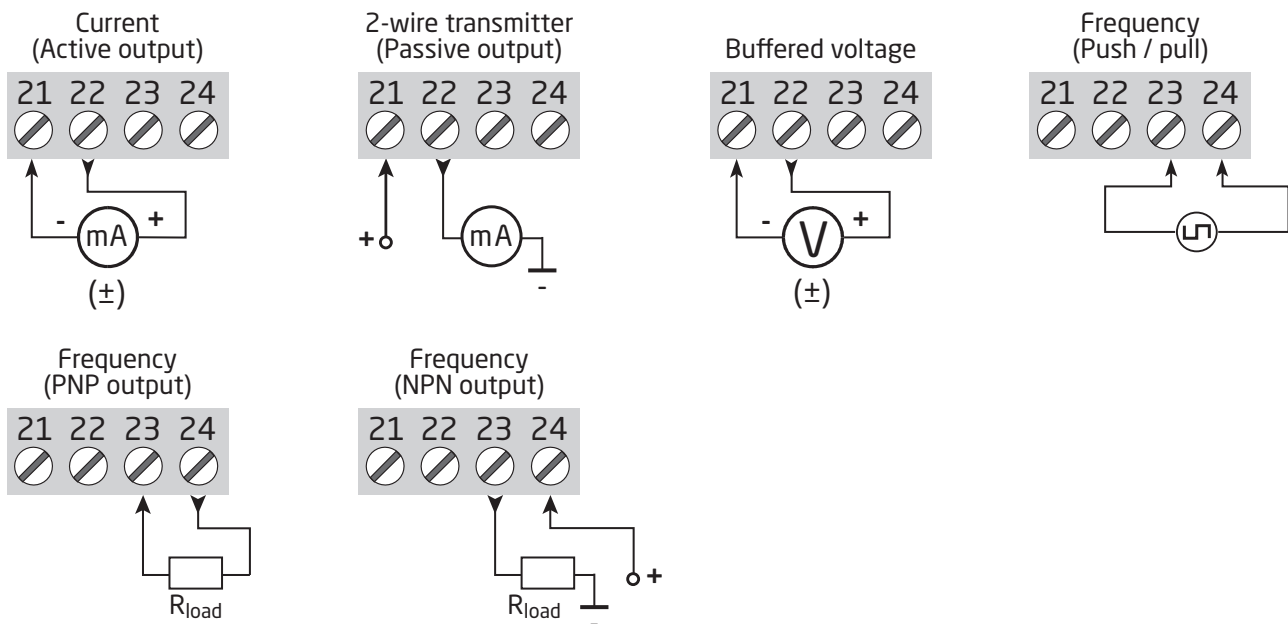 Current
(Active output)
21 22 23 24
- mA +
(±)
2-wire transmitter
(Passive output)
21 22 23 24
+ mA
-
Buffered voltage
21 22 23 24
- V +
(±)
Frequency
(Push / pull)
21 22 23 24
Frequency
(PNP output)
21 22 23 24
Rload
Frequency
(NPN output)
21 22 23 24
+
Rload
-